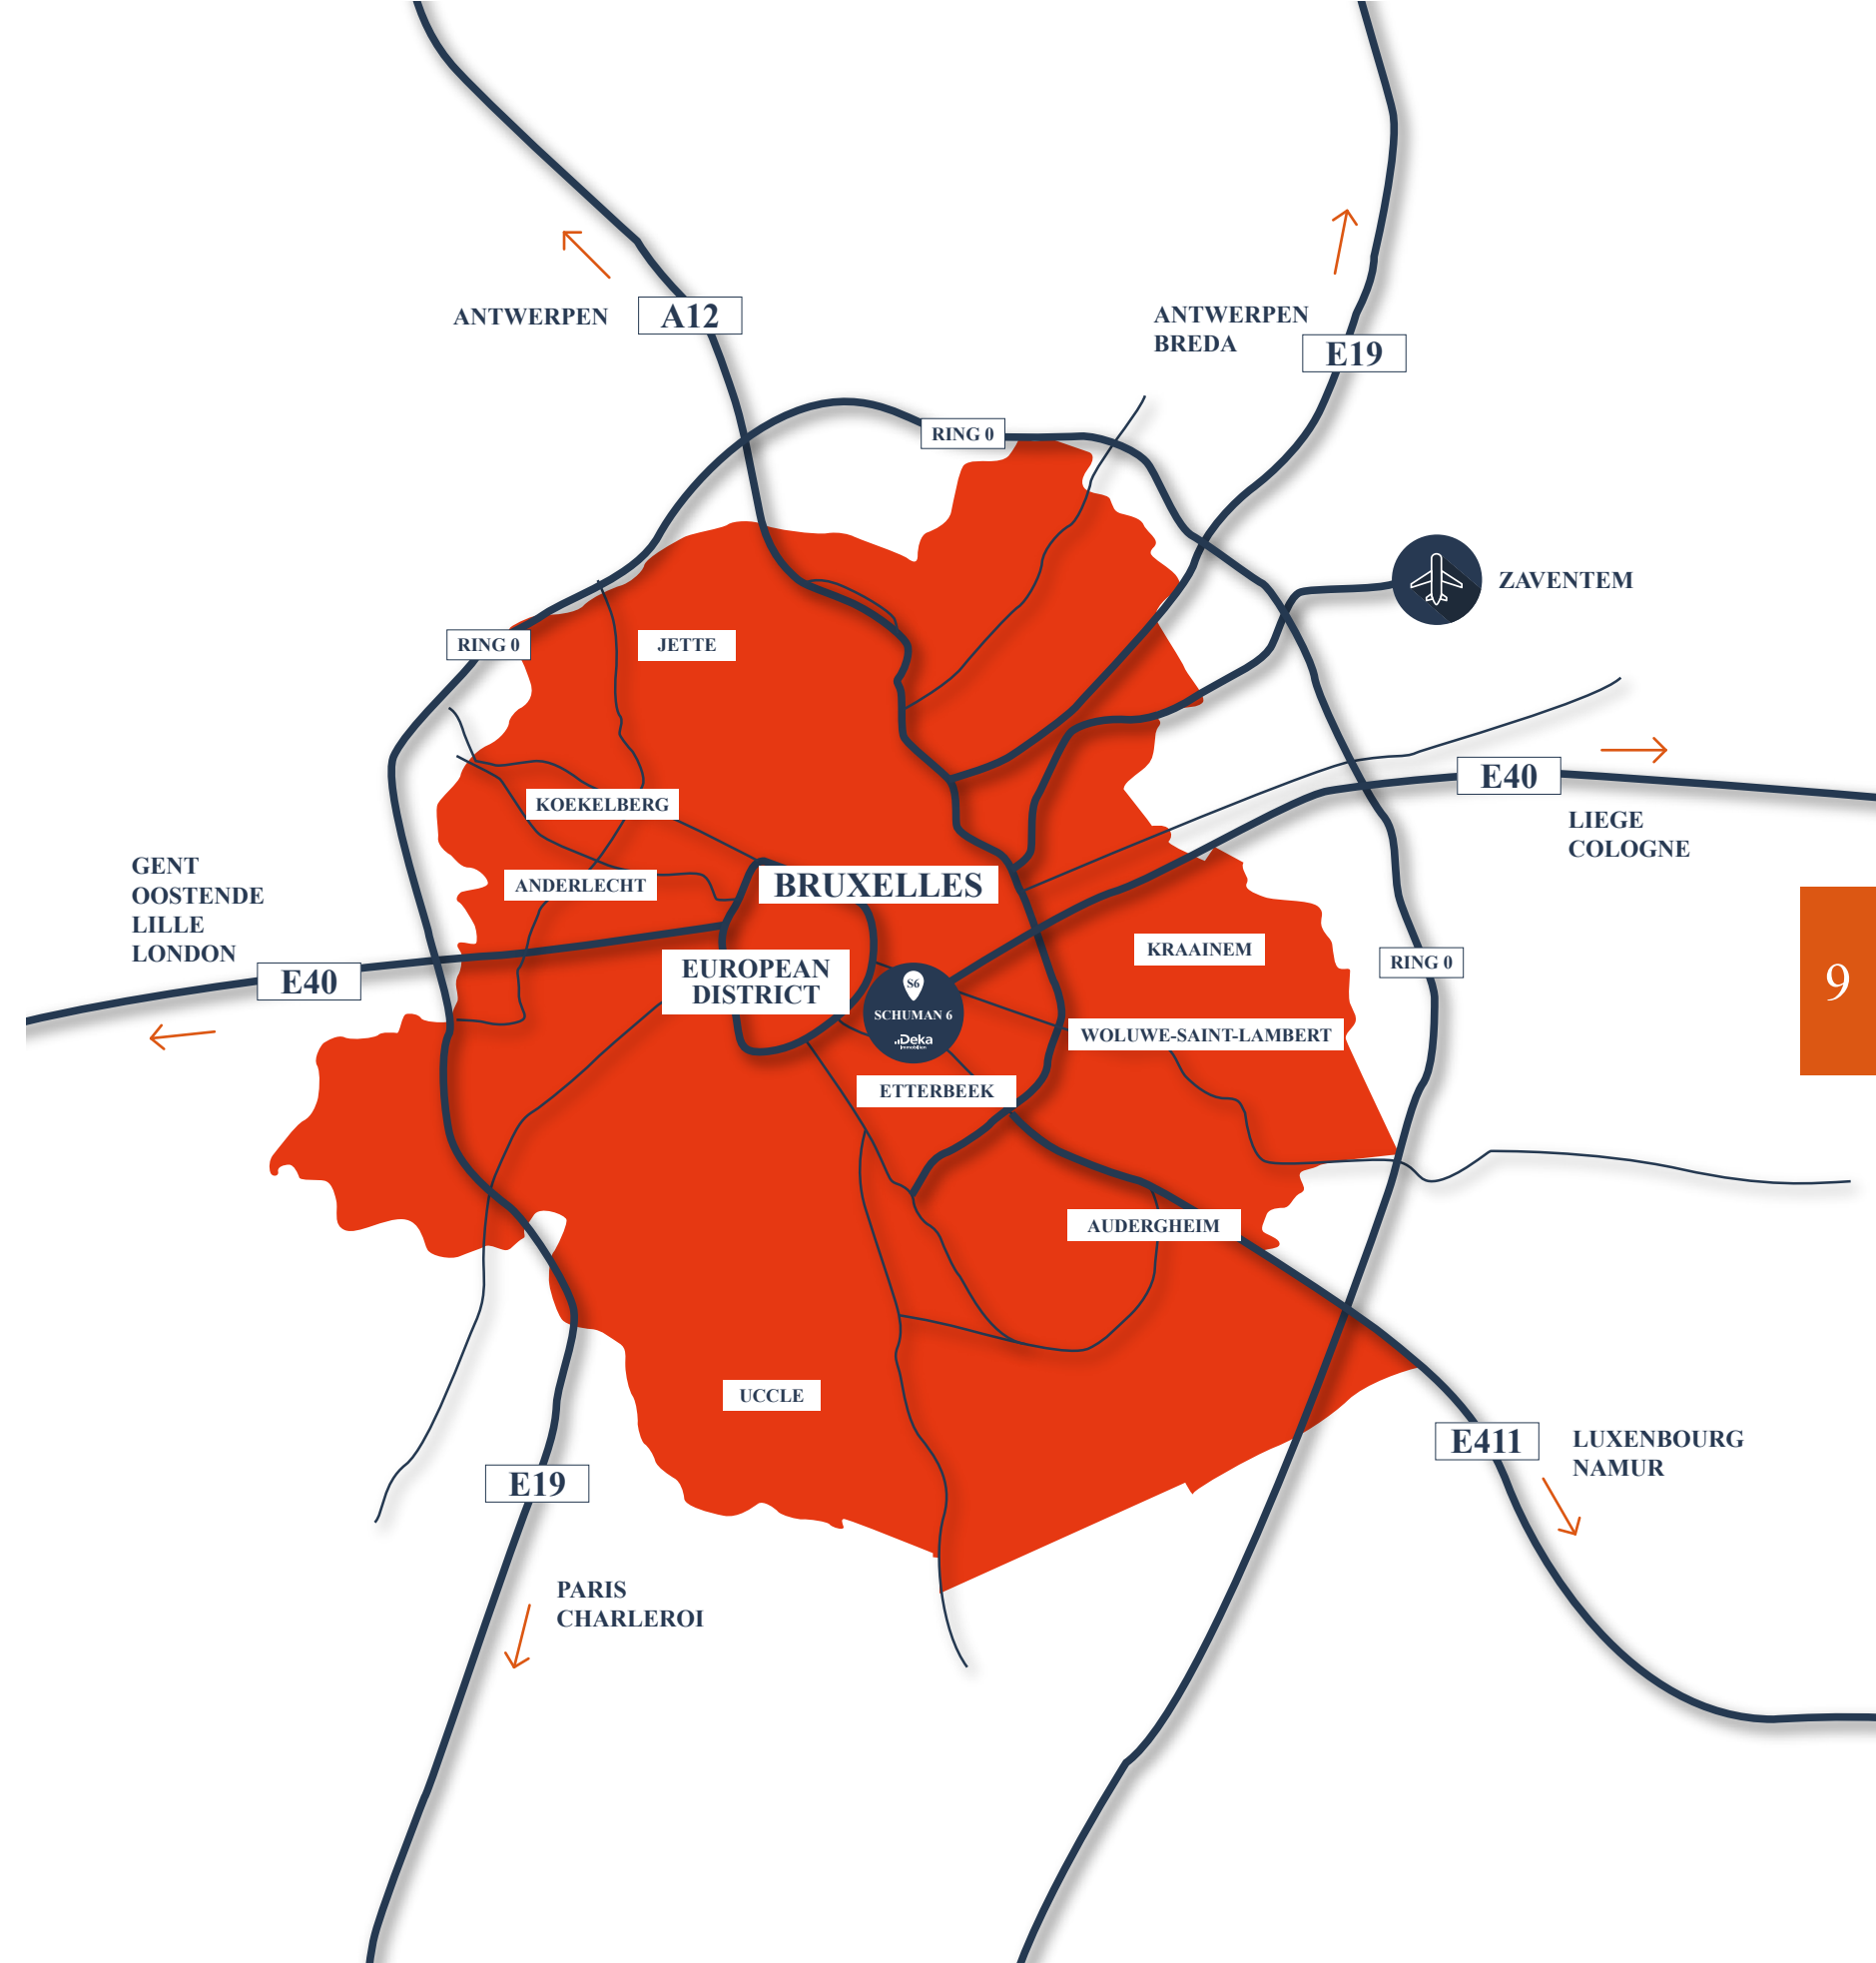 ANTWERPEN
A12
ANTWERPEN
BREDA
E19
RING 0
ZAVENTEM
RING 0
JETTE
E40
LIEGE
COLOGNE
KOEKELBERG
GENT
OOSTENDE
LILLE
LONDON
ANDERLECHT
BRUXELLES
KRAAINEM
RING 0
E40
EUROPEAN
DISTRICT
S6
SCHUMAN 6
Deka
Immobilien
9
WOLUWE-SAINT-LAMBERT
ETTERBEEK
AUDERGHEIM
UCCLE
E411
LUXENBOURG
NAMUR
E19
PARIS
CHARLEROI